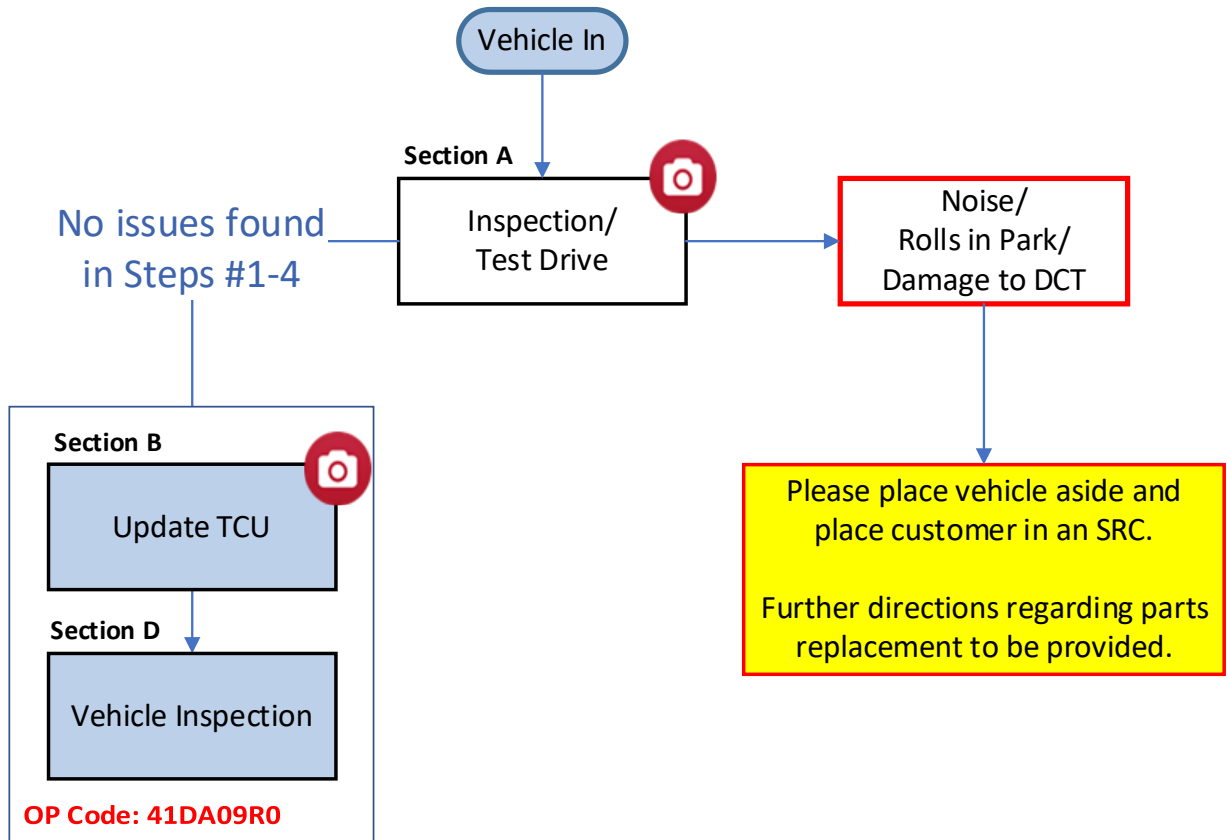 Vehicle In
Section A
Inspection/
Test Drive
No issues found
in Steps #1-4
Noise/
Rolls in Park/
Damage to DCT
Section B
Update TCU
Section D
Vehicle Inspection
OP Code: 41DA09R0
Please place vehicle aside and
place customer in an SRC.
Further directions regarding parts
replacement to be provided.